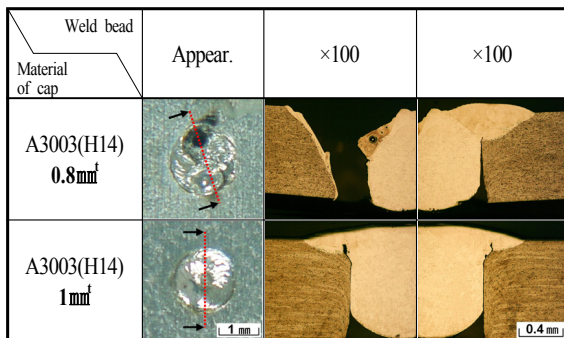 Weld bead
Material
of cap
Appear.
×100
×100
A3003(H14)
0.8㎜ᵗ
A3003(H14)
1㎜ᵗ
1 ㎜
0.4 ㎜